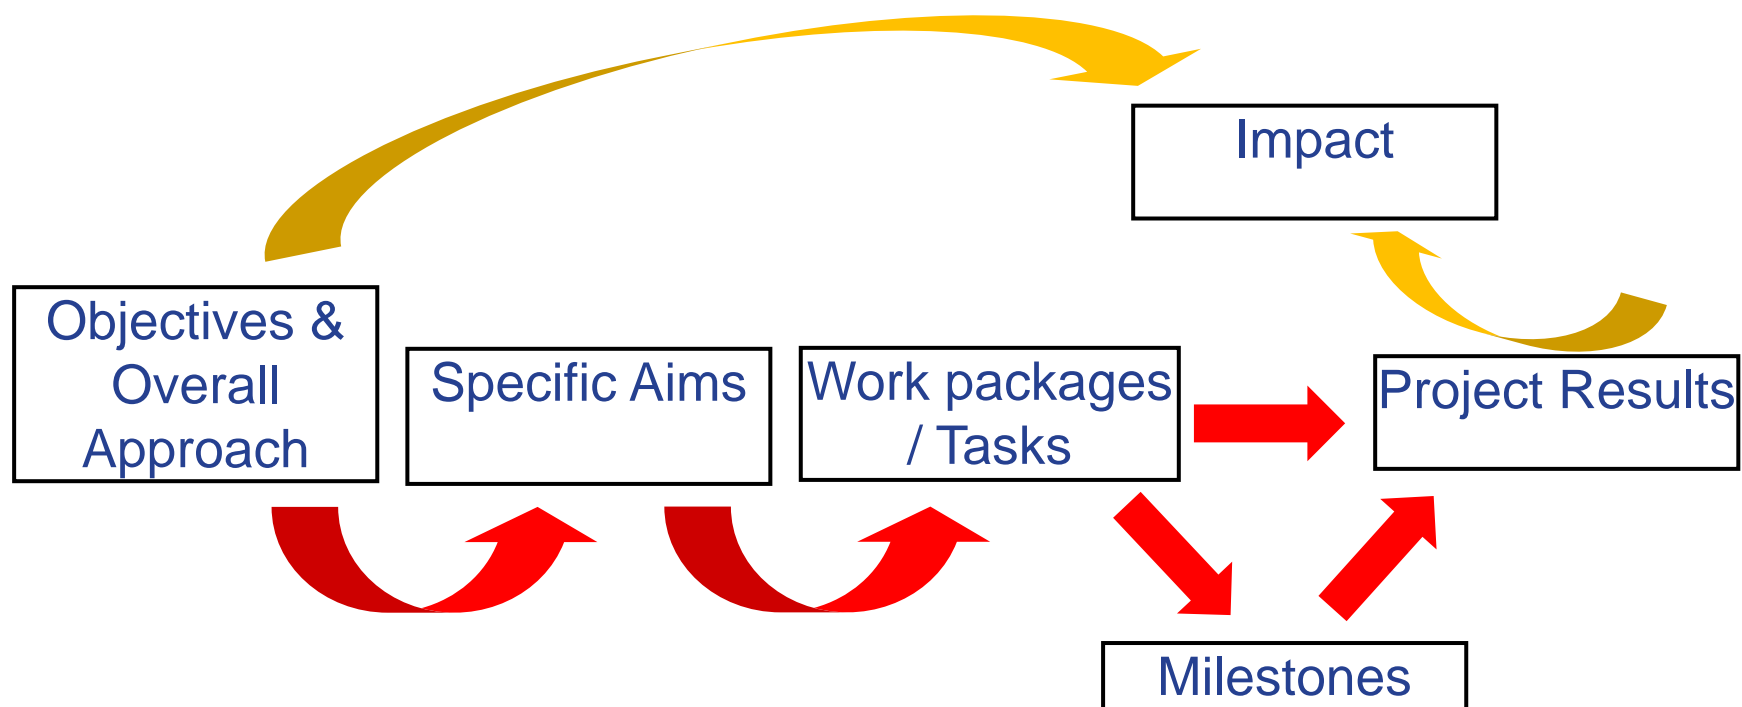 Impact
Objectives &
Overall
Approach
Specific Aims
Work packages
/ Tasks
Project Results
Milestones